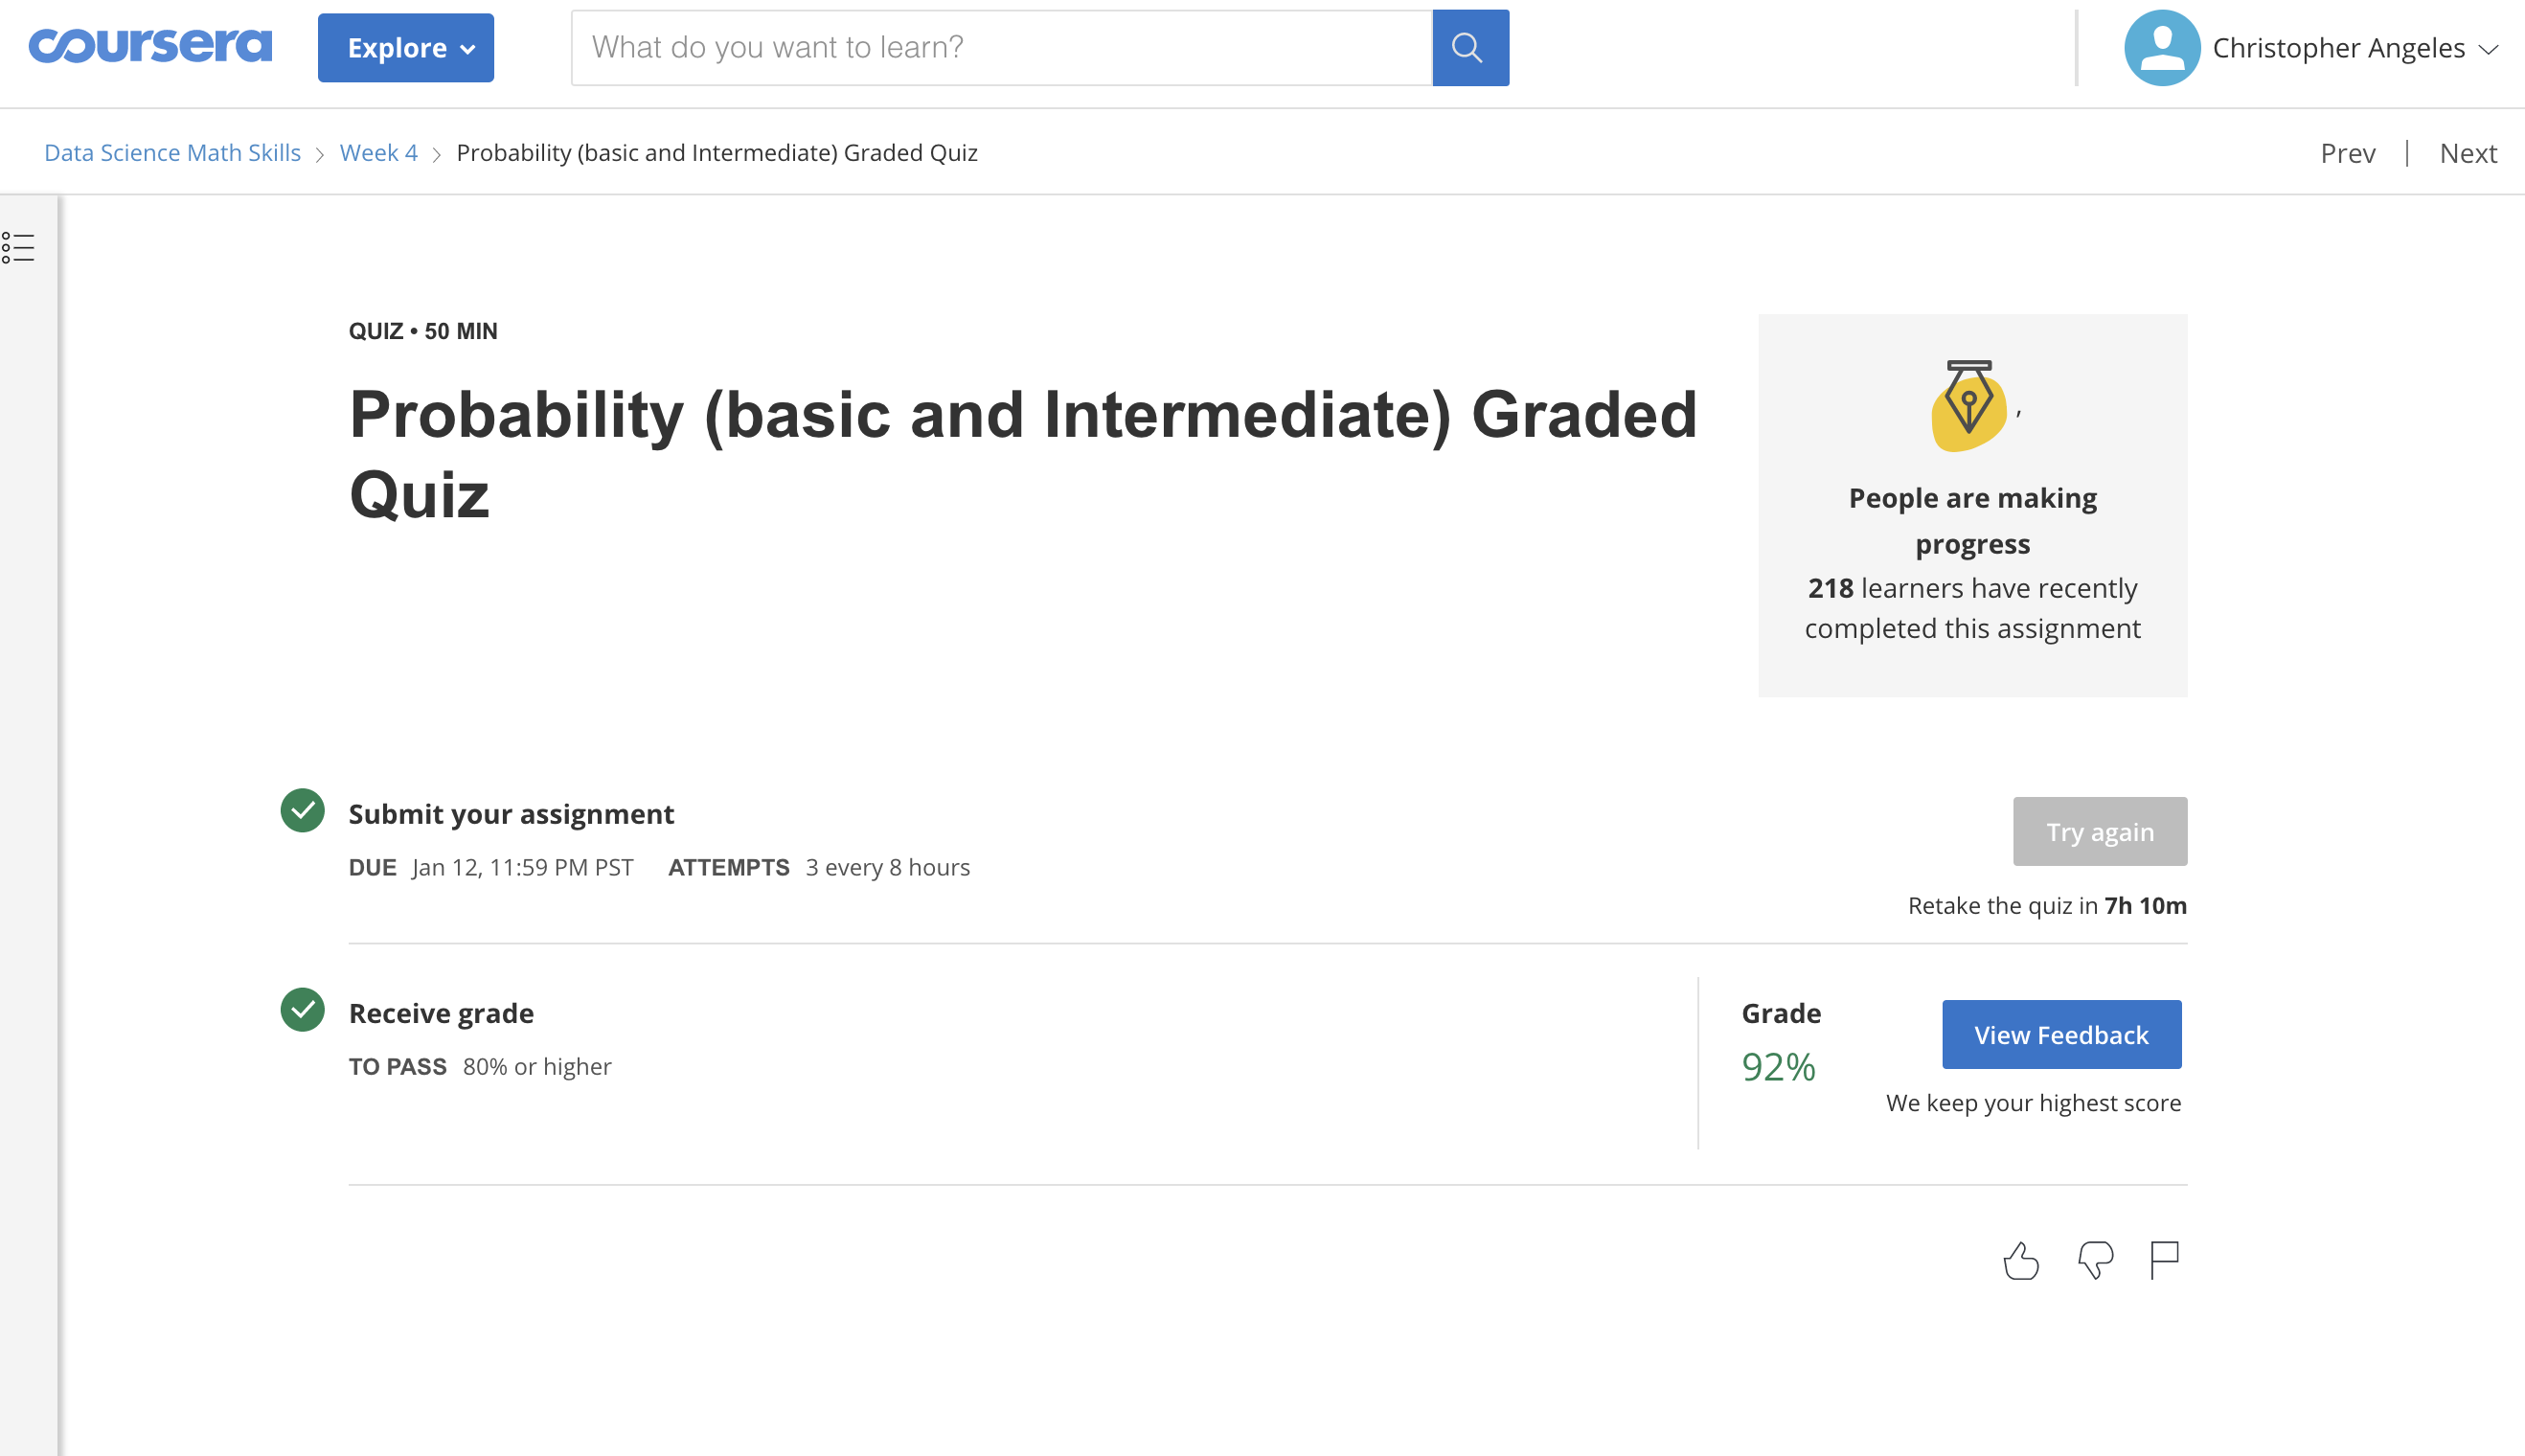 coursera
Explore
What do you want to learn?
Christopher Angeles
Data Science Math Skills
Week 4
Probability (basic and Intermediate) Graded Quiz
Prev
Next
QUIZ • 50 MIN
Probability (basic and Intermediate) Graded
Quiz
,
People are making
progress
218 learners have recently
completed this assignment
Submit your assignment
DUE Jan 12, 11:59 PM PST ATTEMPTS 3 every 8 hours
Try again
Retake the quiz in 7h 10m
Receive grade
TO PASS 80% or higher
Grade
92%
View Feedback
We keep your highest score